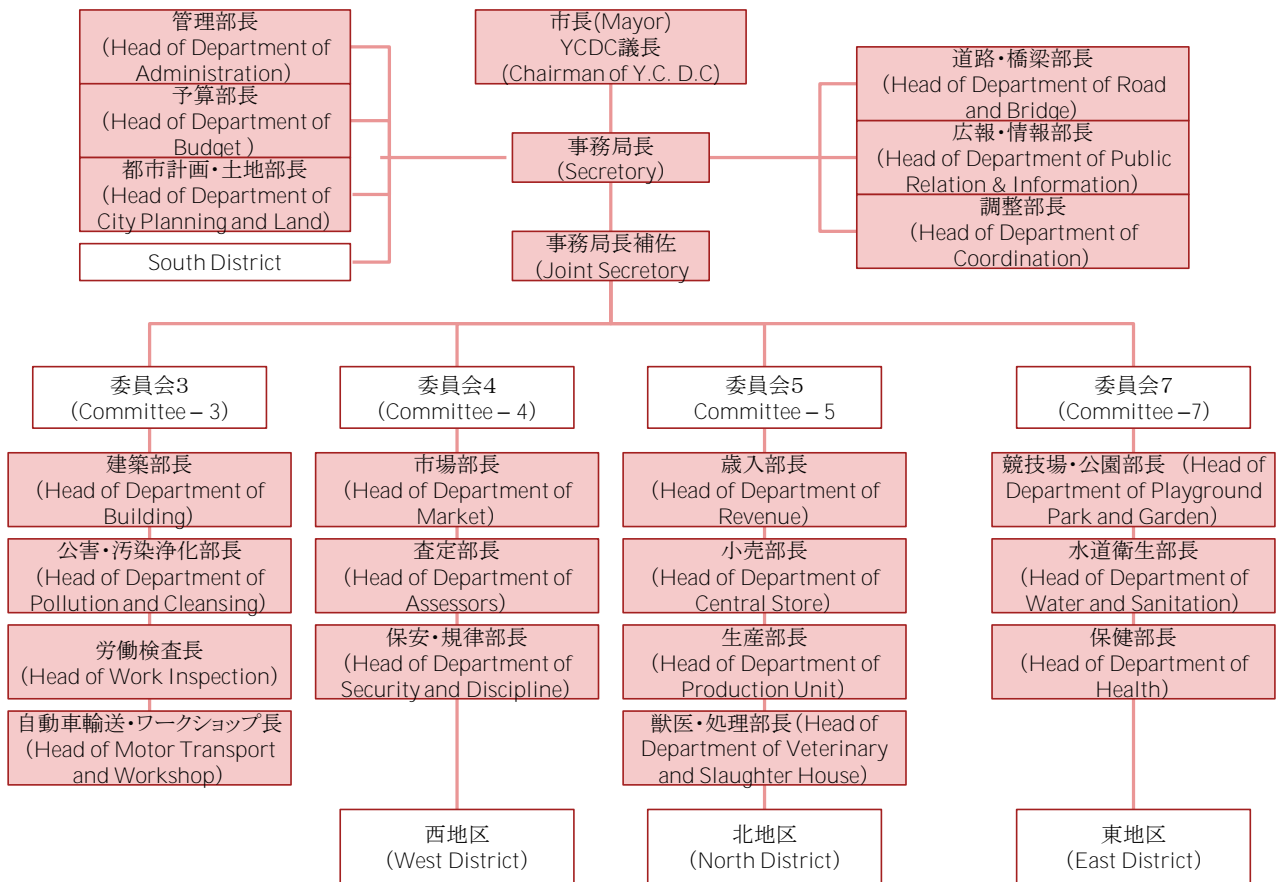 管理部長
(Head of Department of
Administration)
予算部長
(Head of Department of
Budget )
都市計画・土地部長
(Head of Department of
City Planning and Land)
South District
市長(Mayor)
YCDC議長
(Chairman of Y.C. D.C)
事務局長
(Secretory)
事務局長補佐
(Joint Secretory
道路・橋梁部長
(Head of Department of Road
and Bridge)
広報・情報部長
(Head of Department of Public
Relation & Information)
調整部長
(Head of Department of
Coordination)
委員会3
(Committee – 3)
建築部長
(Head of Department of
Building)
公害・汚染浄化部長
(Head of Department of
Pollution and Cleansing)
労働検査長
(Head of Work Inspection)
自動車輸送・ワークショップ長
(Head of Motor Transport
and Workshop)
委員会4
(Committee – 4)
市場部長
(Head of Department of
Market)
査定部長
(Head of Department of
Assessors)
保安・規律部長
(Head of Department of
Security and Discipline)
西地区
(West District)
委員会5
Committee – 5
歳入部長
(Head of Department of
Revenue)
小売部長
(Head of Department of
Central Store)
生産部長
(Head of Department of
Production Unit)
獣医・処理部長(Head of
Department of Veterinary
and Slaughter House)
北地区
(North District)
委員会7
(Committee –7)
競技場・公園部長 (Head of
Department of Playground
Park and Garden)
水道衛生部長
(Head of Department of
Water and Sanitation)
保健部長
(Head of Department of
Health)
東地区
(East District)